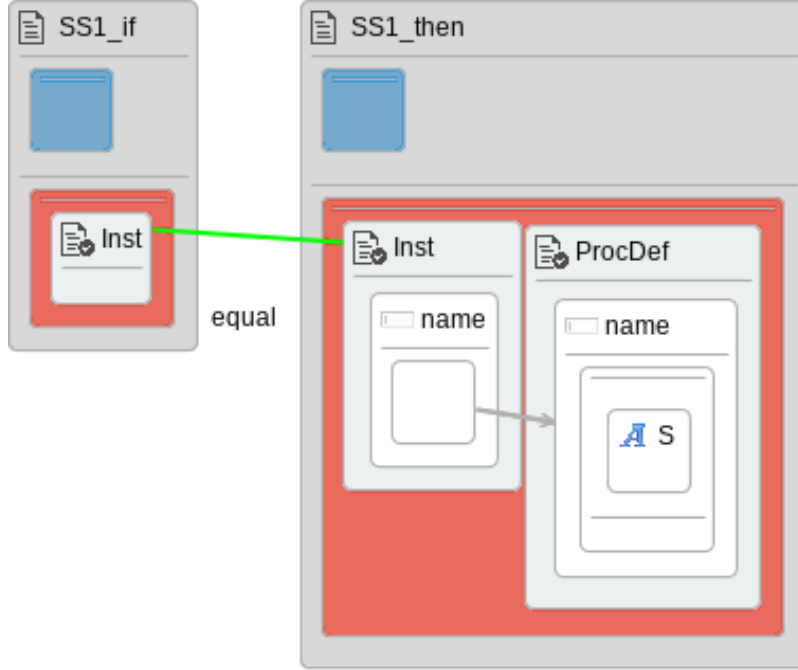 SS1_if
SS1_then
Inst
Inst
ProcDef
name
name
equal
S